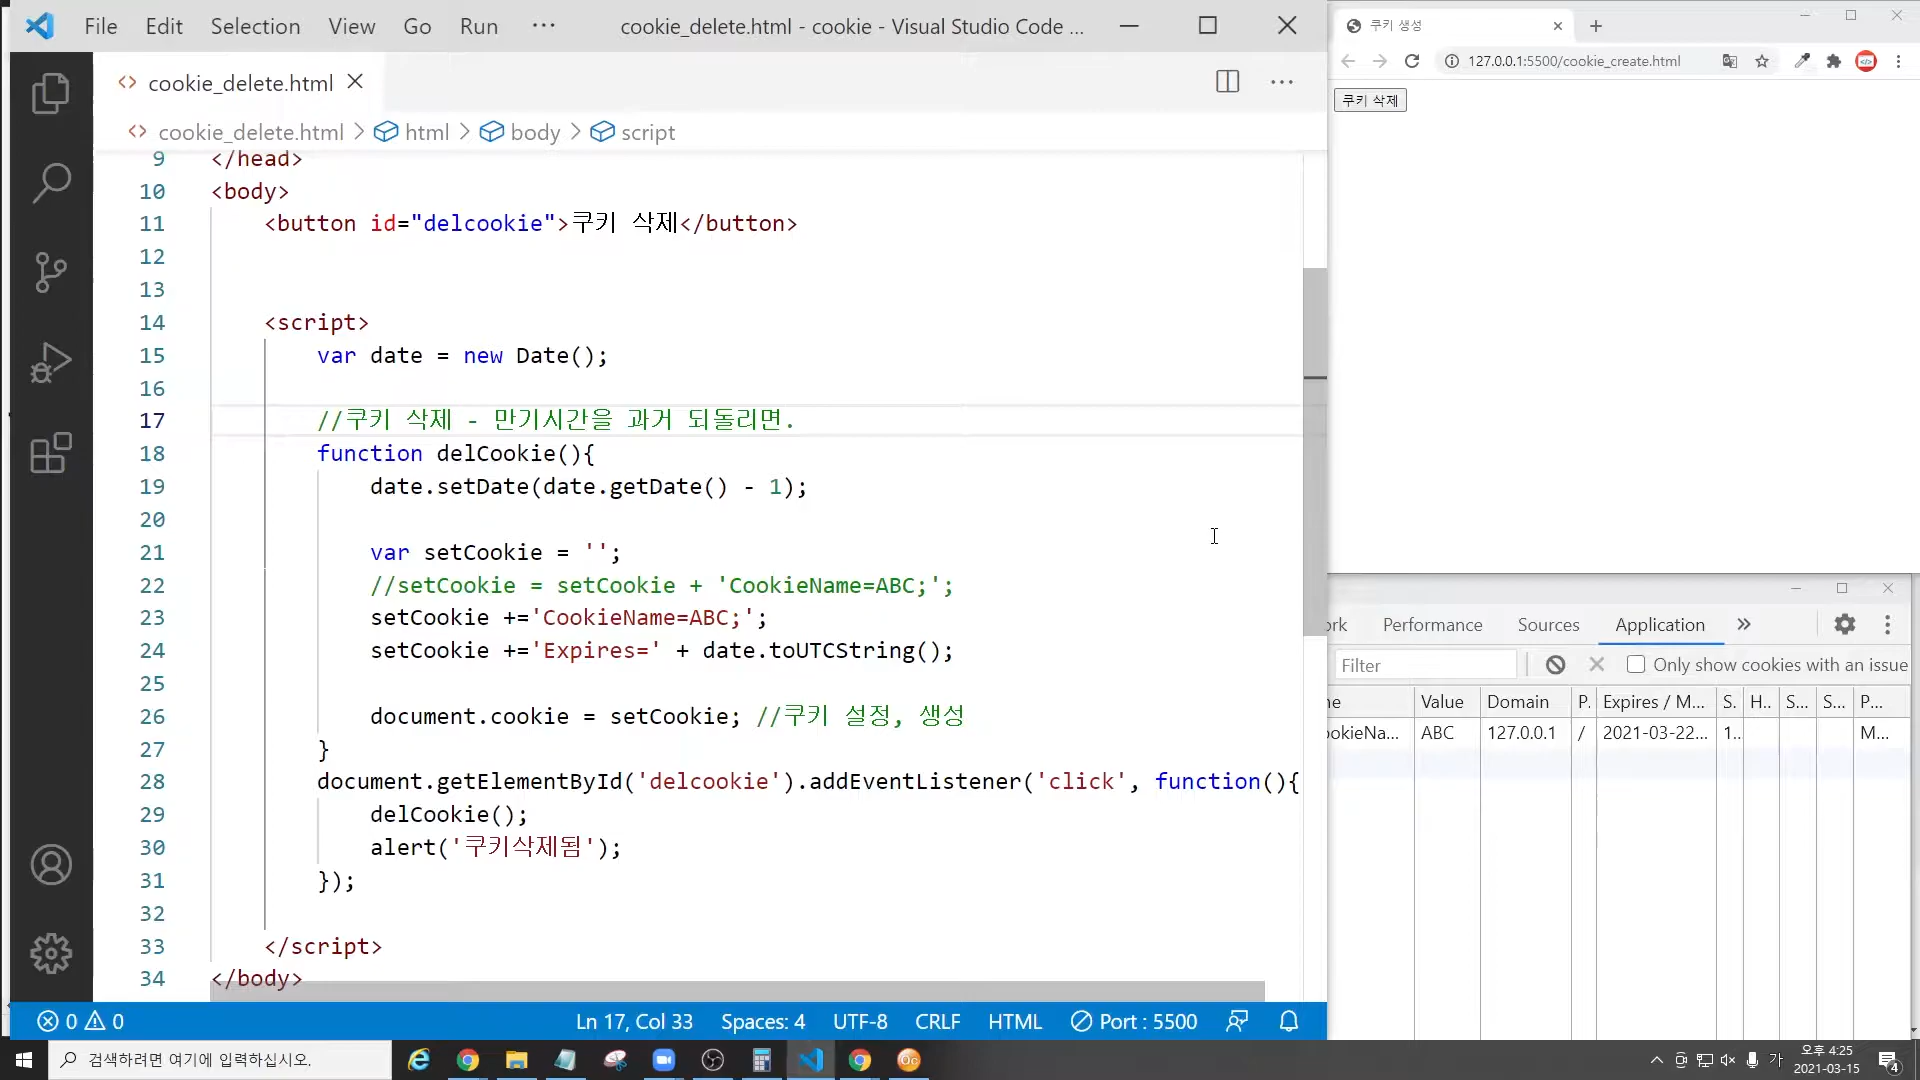 File Edit Selection View Go Run ··· cookie_delete.html - cookie - Visual Studio Code ...
cookie_delete.html
cookie_delete.html > html > body > script
9 </head>
10 <body>
11 <button id="delcookie">쿠키 삭제</button>
12
13
14 <script>
15 var date = new Date();
16
17 //쿠키 삭제 - 만기시간을 과거 되돌리면.
18 function delCookie(){
19 date.setDate(date.getDate() - 1);
20
21 var setCookie = '';
22 //setCookie = setCookie + 'CookieName=ABC;';
23 setCookie +='CookieName=ABC;';
24 setCookie +='Expires=' + date.toUTCString();
25
26 document.cookie = setCookie; //쿠키 설정, 생성
27 }
28 document.getElementById('delcookie').addEventListener('click', function(){
29 delCookie();
30 alert('쿠키삭제됨');
31 });
32
33 </script>
34 </body>
0 0 Ln 17, Col 33 Spaces: 4 UTF-8 CRLF HTML Port : 5500
쿠키 생성
127.0.0.1:5500/cookie_create.html
쿠키 삭제
rk Performance Sources Application
Filter Only show cookies with an issue
ne Value Domain P. Expires / M... S. H.. S... S... P...
ookieNa... ABC 127.0.0.1 / 2021-03-22... 1.. M...
검색하려면 여기에 입력하십시오.
가 오후 4:25
2021-03-15
4